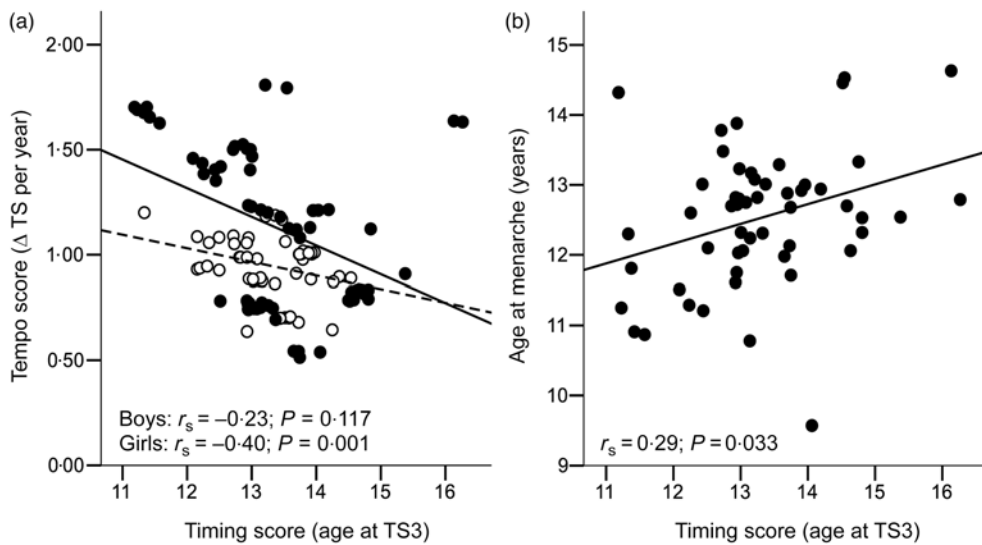 (a)
Tempo score (Δ TS per year)
2·00
1·50
1·00
0·50
0·00
Boys: rs = –0·23; P = 0·117
Girls: rs = –0·40; P = 0·001
11 12 13 14 15 16
Timing score (age at TS3)
(b)
Age at menarche (years)
15
14
13
12
11
10
9
rs = 0·29; P = 0·033
11 12 13 14 15 16
Timing score (age at TS3)